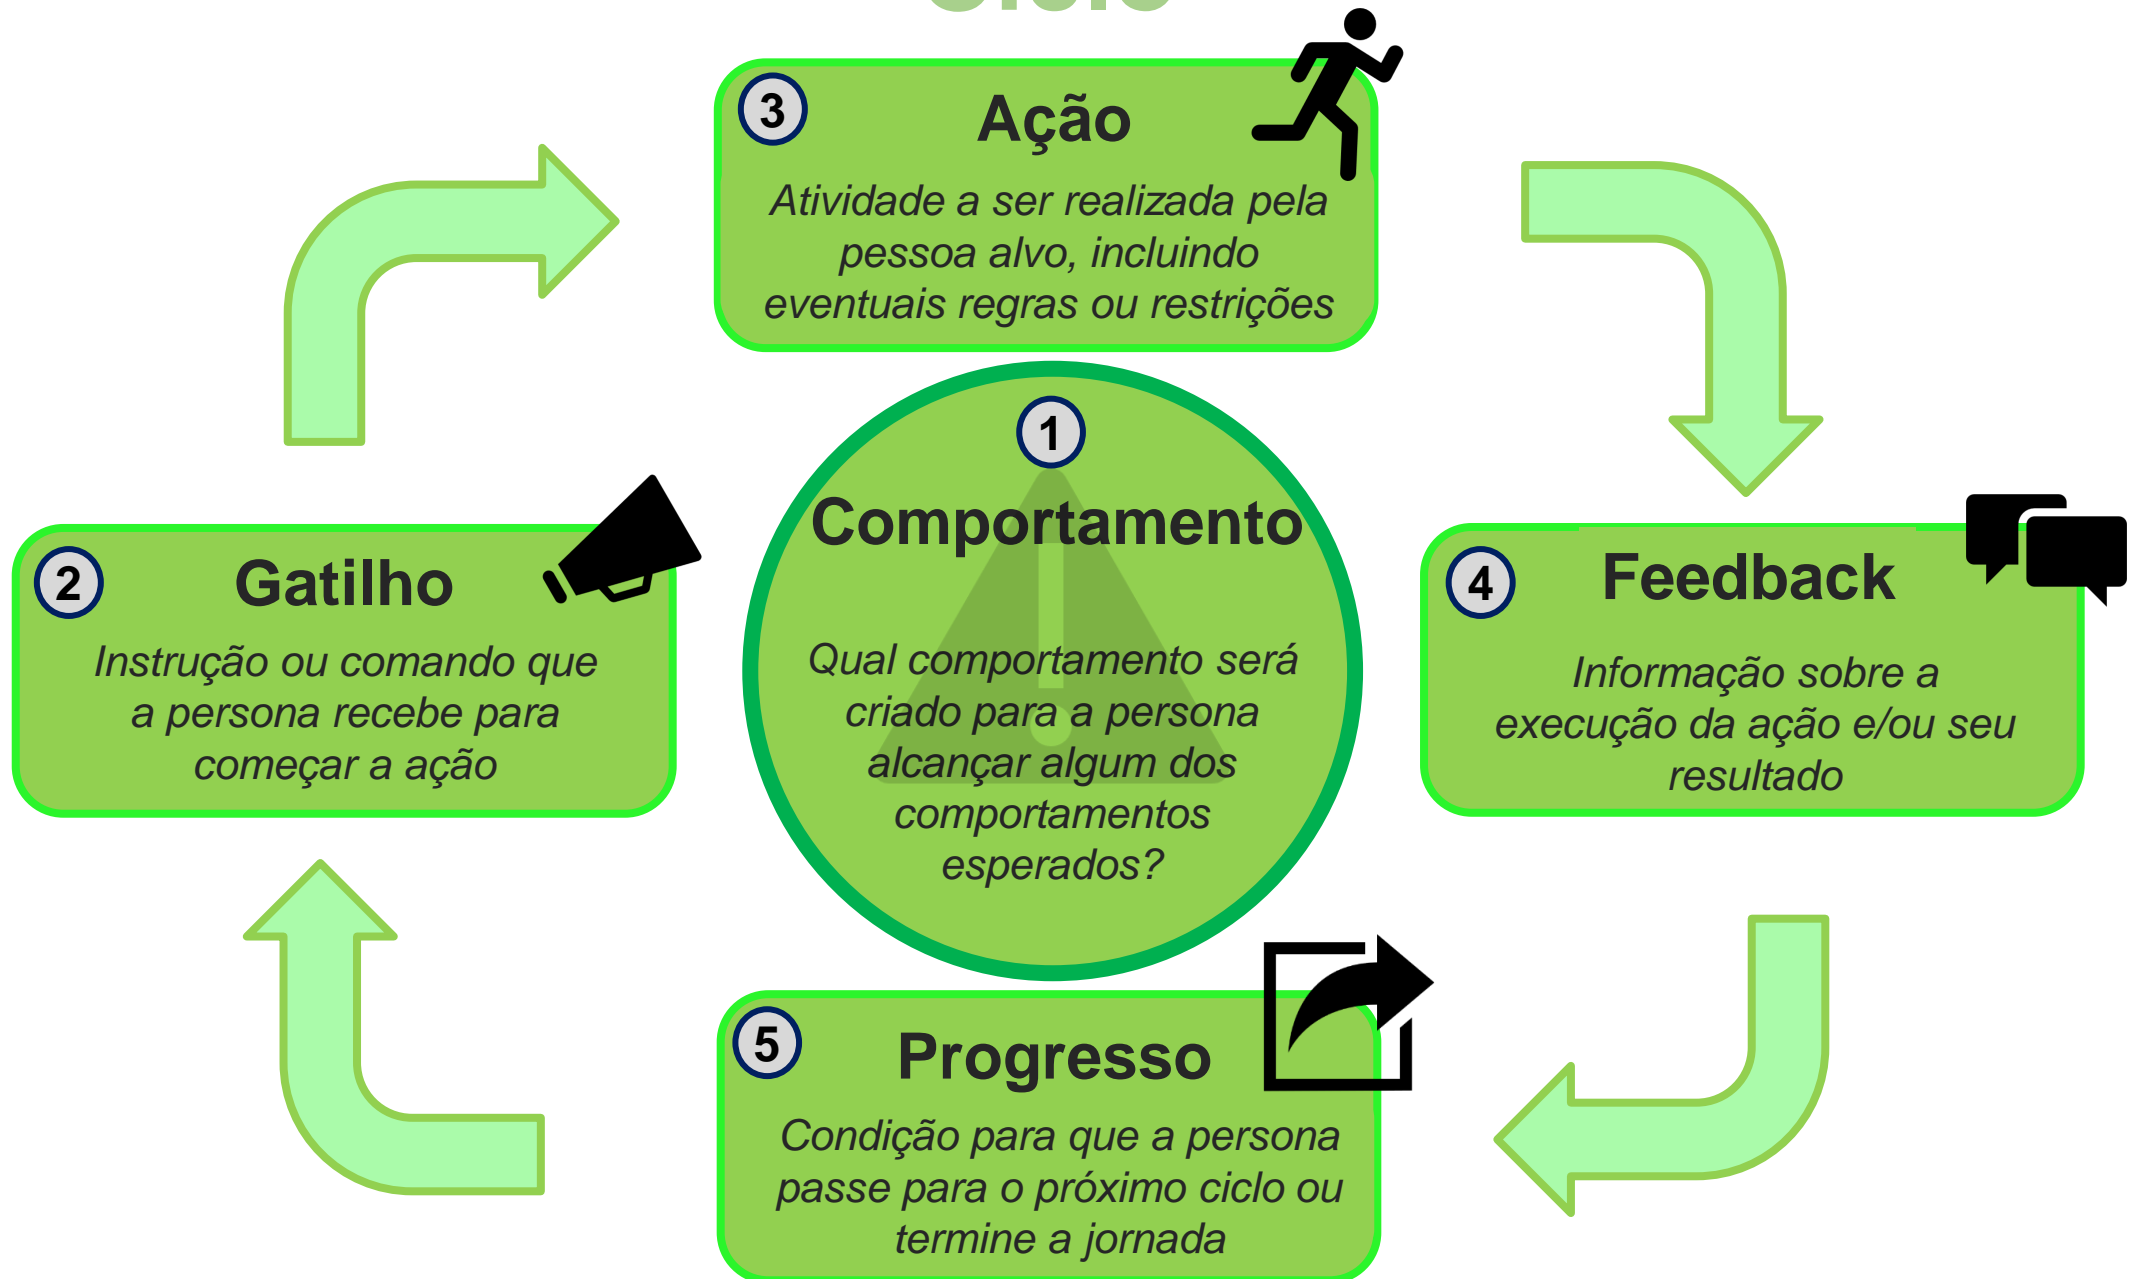 3
Ação
Atividade a ser realizada pela
pessoa alvo, incluindo
eventuais regras ou restrições
1
Comportamento
Qual comportamento será
criado para a persona
alcançar algum dos
comportamentos
esperados?
2
Gatilho
Instrução ou comando que
a persona recebe para
começar a ação
4
Feedback
Informação sobre a
execução da ação e/ou seu
resultado
5
Progresso
Condição para que a persona
passe para o próximo ciclo ou
termine a jornada